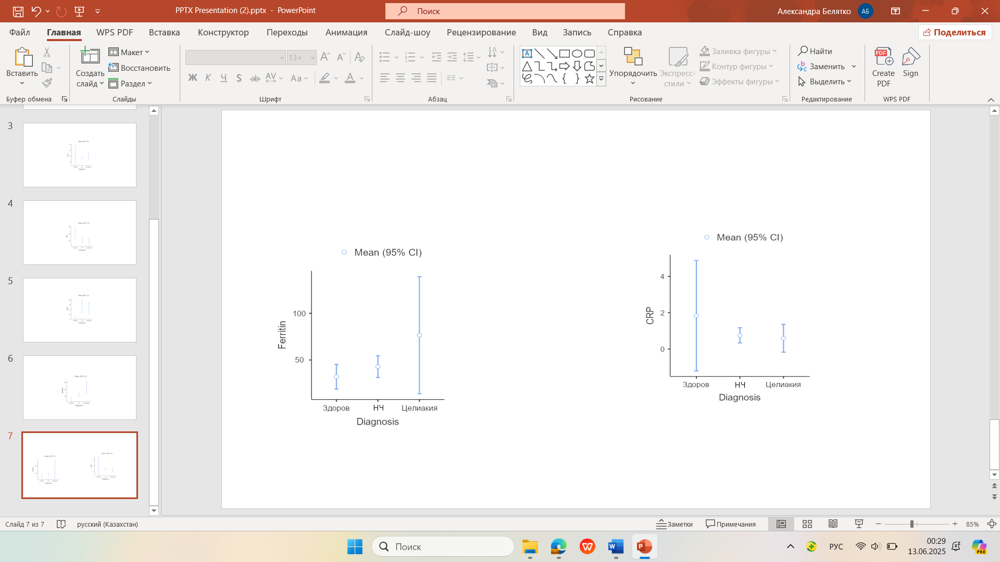 PPTX Presentation (2).pptx - PowerPoint
Поиск
Александра Белятко
АБ
Файл
Главная
WPS PDF
Вставка
Конструктор
Переходы
Анимация
Слайд-шоу
Рецензирование
Вид
Запись
Справка
Поделиться
Вставить
Создать слайд
Макет
Восстановить
Раздел
13+
Ж К Ч S ab AV Aa А
Упорядочить
Экспресс-стили
Заливка фигуры
Контур фигуры
Эффекты фигуры
Найти
Заменить
Выделить
Create PDF
Sign
Буфер обмена
Слайды
Шрифт
Абзац
Рисование
Редактирование
WPS PDF
3
4
5
6
7
Mean (95% CI)
Ferritin
100
50
Здоров
НЧ
Целиакия
Diagnosis
Mean (95% CI)
CRP
4
2
0
Здоров
НЧ
Целиакия
Diagnosis
Слайд 7 из 7
русский (Казахстан)
Заметки
Примечания
85%
Поиск
РУС
00:29
13.06.2025
PRE